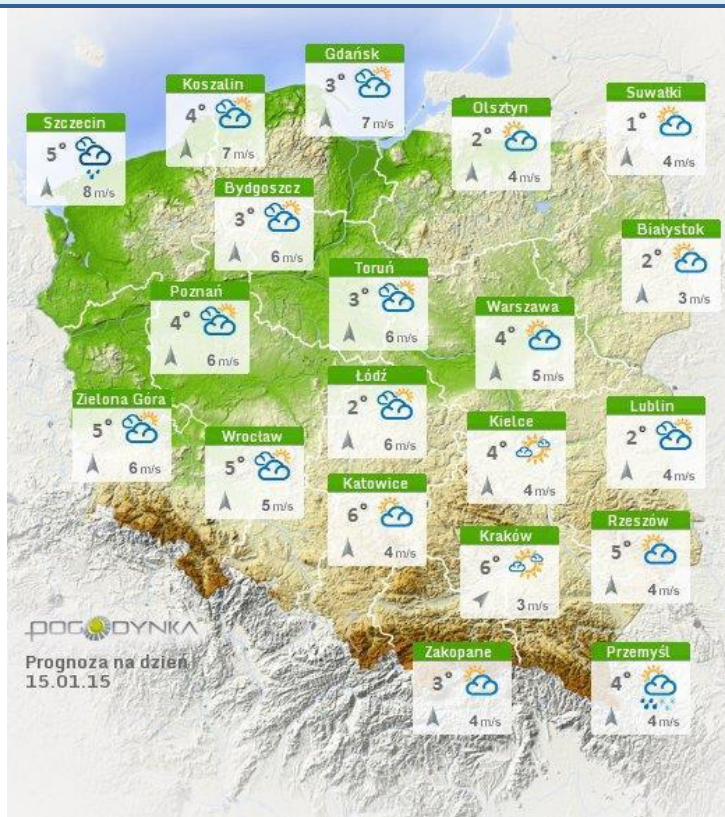 Gdańsk
3°
7 m/s
Koszalin
4°
7 m/s
Suwałki
1°
4 m/s
Olsztyn
2°
4 m/s
Szczecin
5°
8 m/s
Bydgoszcz
3°
6 m/s
Białystok
2°
3 m/s
Toruń
3°
6 m/s
Poznań
4°
6 m/s
Warszawa
4°
5 m/s
Łódź
2°
6 m/s
Zielona Góra
5°
6 m/s
Lublin
2°
4 m/s
Kielce
4°
4 m/s
Wrocław
5°
5 m/s
Katowice
6°
4 m/s
Rzeszów
5°
4 m/s
Kraków
6°
3 m/s
POGODYNKA
Prognoza na dzień
15.01.15
Zakopane
3°
4 m/s
Przemyśl
4°
4 m/s